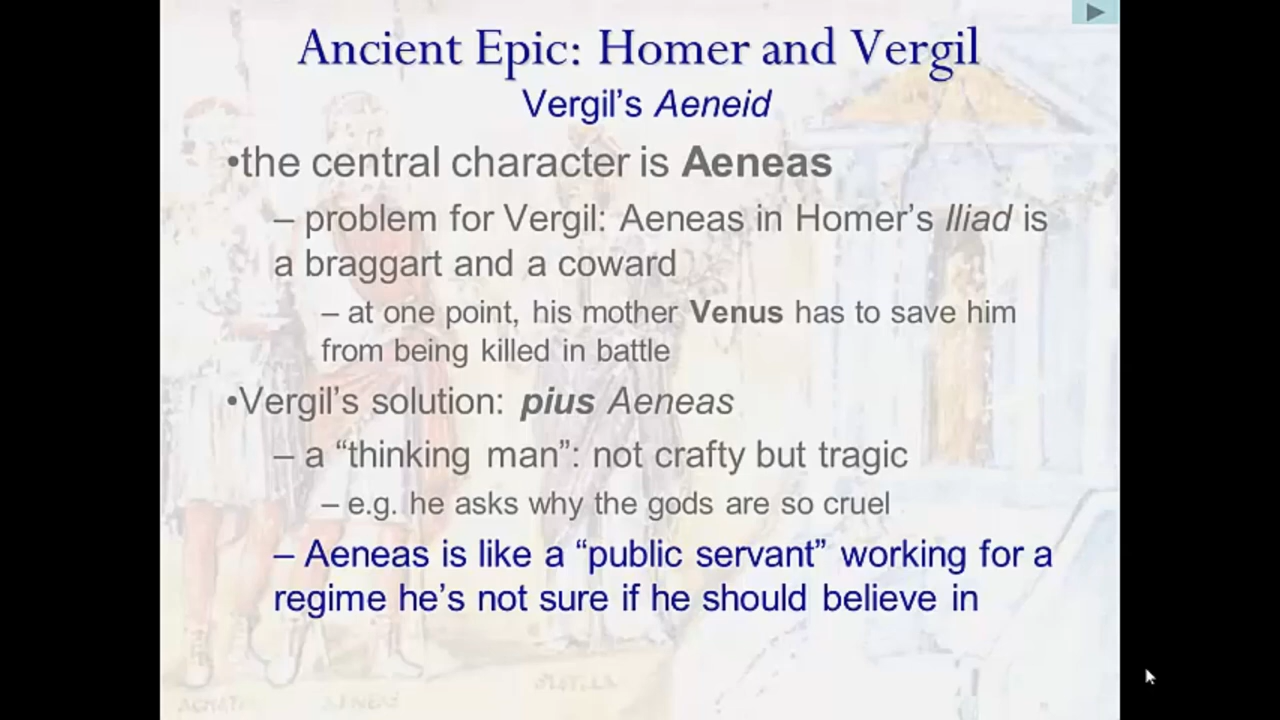 Ancient Epic: Homer and Vergil
Vergil’s Aeneid
•the central character is Aeneas
– problem for Vergil: Aeneas in Homer’s Iliad is
a braggart and a coward
– at one point, his mother Venus has to save him
from being killed in battle
•Vergil’s solution: pius Aeneas
– a “thinking man”: not crafty but tragic
– e.g. he asks why the gods are so cruel
– Aeneas is like a “public servant” working for a
regime he’s not sure if he should believe in